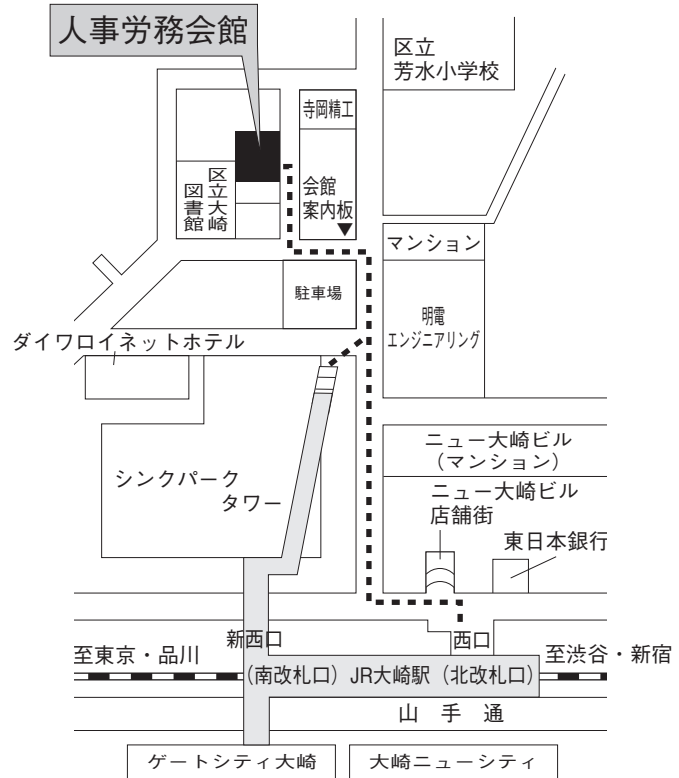 人事労務会館
区立
芳水小学校
寺岡精工
区立大崎
図書館
会館
案内板
マンション
駐車場
明電
エンジニアリング
ダイワロイネットホテル
ニュー大崎ビル
(マンション)
シンクパーク
タワー
ニュー大崎ビル
店舗街
東日本銀行
新西口
西口
至東京・品川
至渋谷・新宿
(南改札口) JR大崎駅 (北改札口)
山 手 通
ゲートシティ大崎
大崎ニューシティ